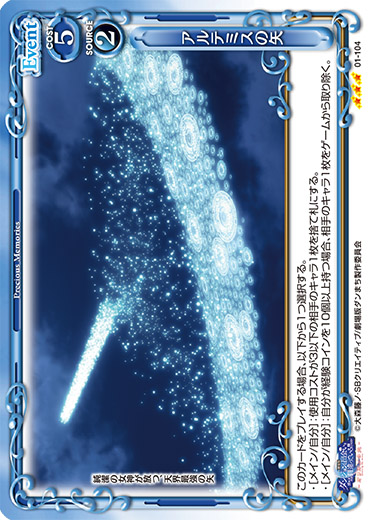 Event
COST
5
SOURCE
2
アルテミスの矢
Precious Memories
純潔の女神が放つ、天界最強の矢
このカードをプレイする場合、以下から1つ選択する。
・[メイン/自分]:使用コストが3以下の相手のキャラ1枚を捨て札にする。
・[メイン/自分]:自分が経験コインを10個以上持つ場合、相手のキャラ1枚をゲームから取り除く。
©大森藤ノ・SBクリエイティブ/劇場版ダンまち製作委員会
01-104